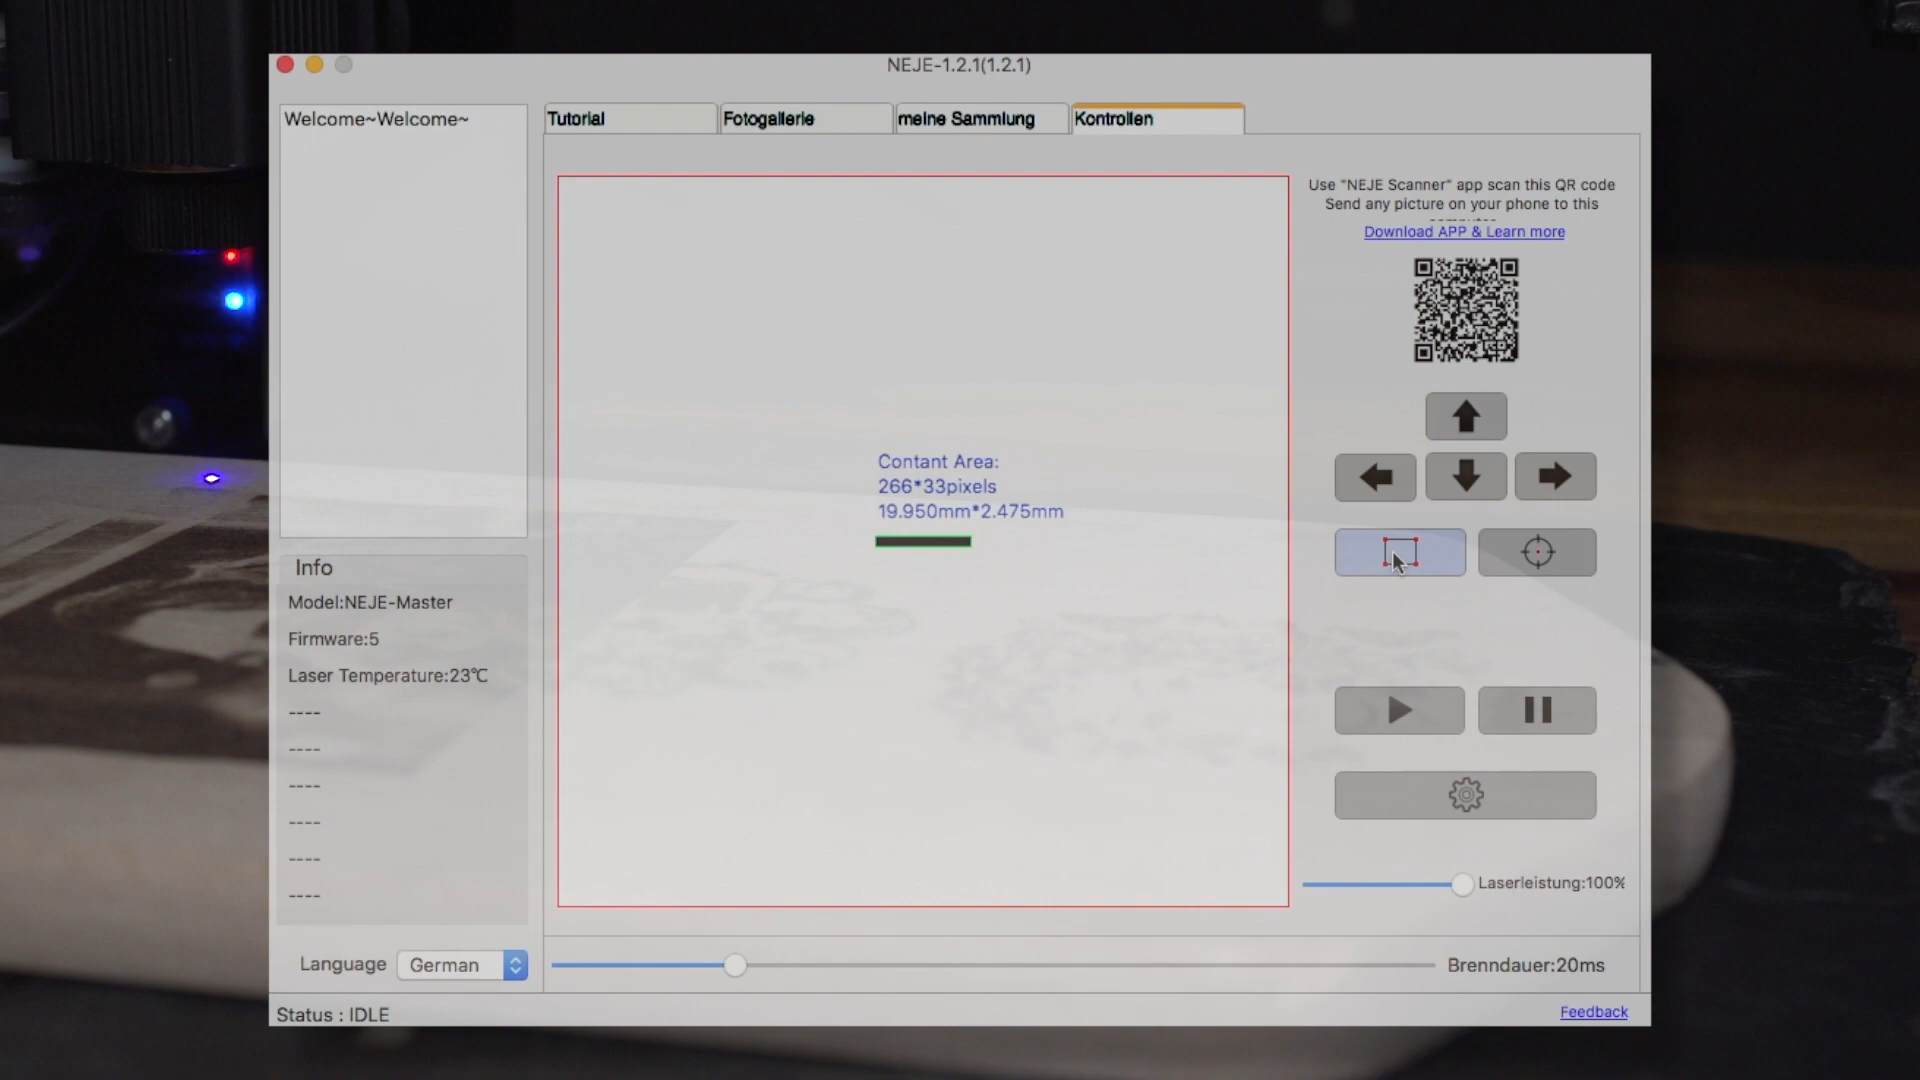 NEJE-1.2.1(1.2.1)
Welcome~Welcome~
Tutorial
Fotogallerie
meine Sammlung
Kontrollen
Use "NEJE Scanner" app scan this QR code
Send any picture on your phone to this
Download APP & Learn more
Contant Area:
266*33pixels
19.950mm*2.475mm
Info
Model:NEJE-Master
Firmware:5
Laser Temperature:23℃
----
----
----
----
----
----
Laserleistung:100%
Language
German
Brenndauer:20ms
Status : IDLE
Feedback